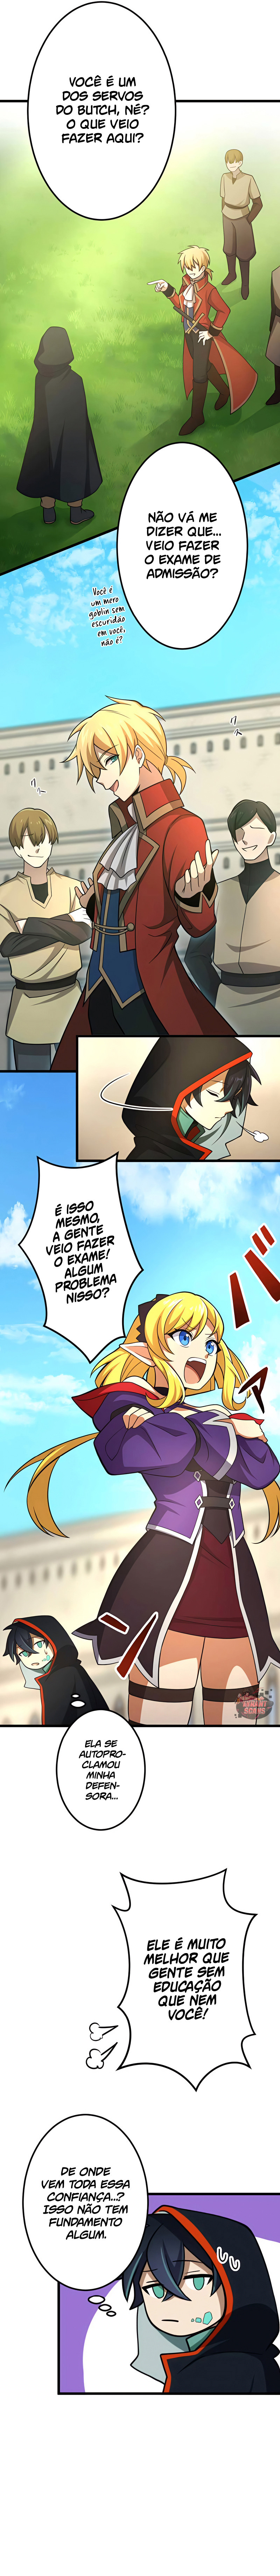 VOCÊ É UM
DOS SERVOS
DO BUTCH, NÉ?
O QUE VEIO
FAZER AQUI?
NÃO VÁ ME
DIZER QUE...
VEIO FAZER
O EXAME DE
ADMISSÃO?
Você é
um mero
goblin sem
escuridão
em você,
não é?
É ISSO
MESMO,
A GENTE
VEIO FAZER
O EXAME!
ALGUM
PROBLEMA
NISSO?
ELA SE
AUTOPRO-
CLAMOU
MINHA
DEFEN-
SORA...
ELE É MUITO
MELHOR QUE
GENTE SEM
EDUCAÇÃO
QUE NEM
VOCÊ!
DE ONDE
VEM TODA ESSA
CONFIANÇA..?
ISSO NÃO TEM
FUNDAMENTO
ALGUM.